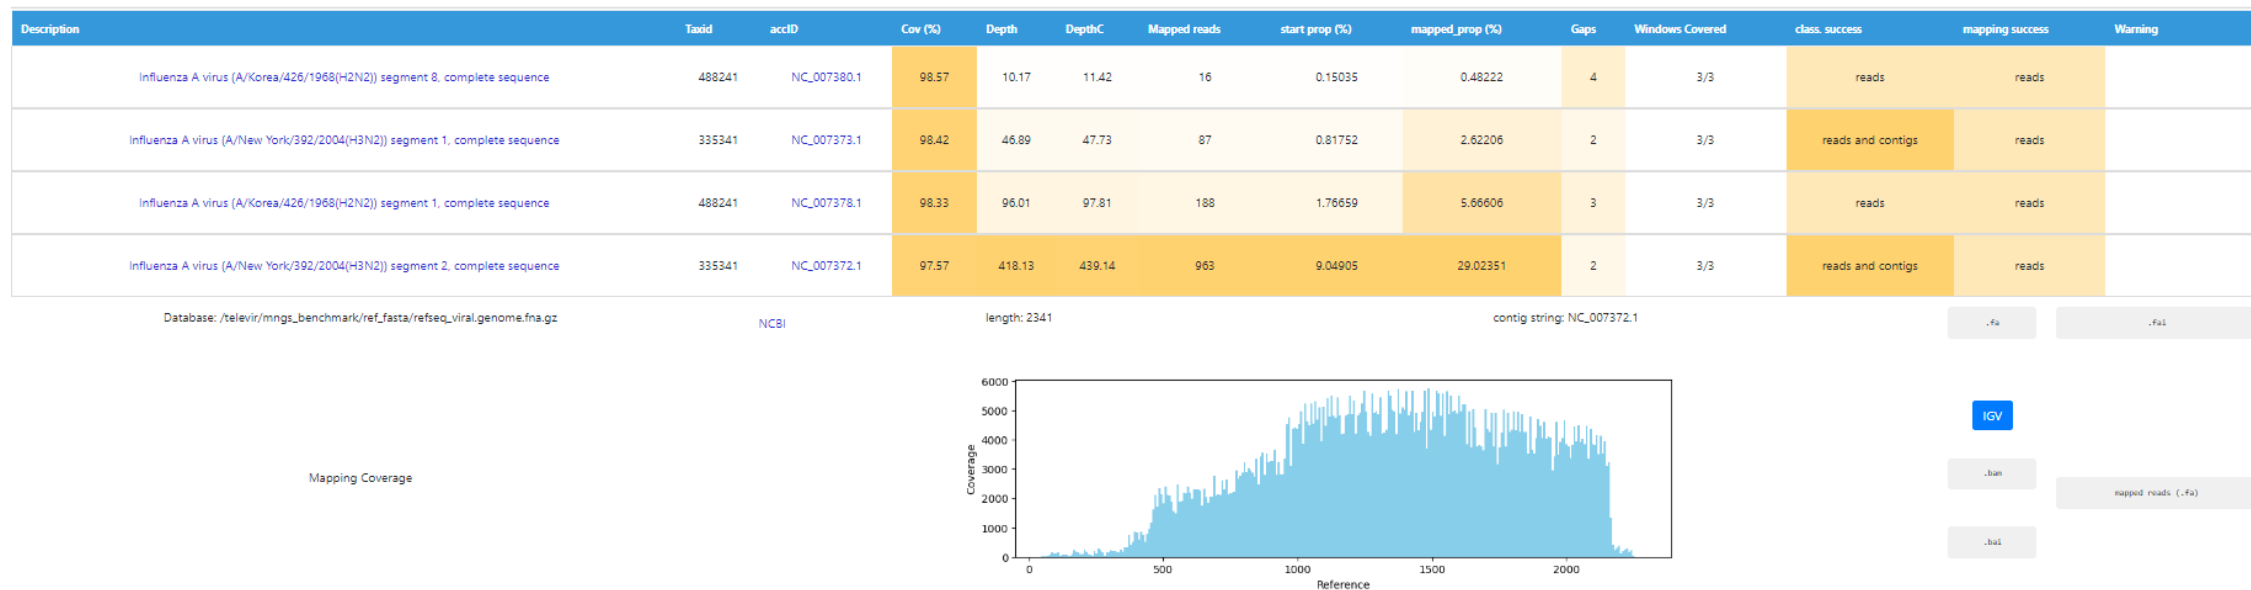 Description Taxid accID Cov (%) Depth DepthC Mapped reads start prop (%) mapped_prop (%) Gaps Windows Covered class. success mapping success Warning
Influenza A virus (A/Korea/426/1968(H2N2)) segment 8, complete sequence 488241 NC_007380.1 98.57 10.17 11.42 16 0.15035 0.48222 4 3/3 reads reads
Influenza A virus (A/New York/392/2004(H3N2)) segment 1, complete sequence 335341 NC_007373.1 98.42 46.89 47.73 87 0.81752 2.62206 2 3/3 reads and contigs reads
Influenza A virus (A/Korea/426/1968(H2N2)) segment 1, complete sequence 488241 NC_007378.1 98.33 96.01 97.81 188 1.76659 5.66606 3 3/3 reads reads
Influenza A virus (A/New York/392/2004(H3N2)) segment 2, complete sequence 335341 NC_007372.1 97.57 418.13 439.14 963 9.04905 29.02351 2 3/3 reads and contigs reads
Database: /televir/mngs_benchmark/ref_fasta/refseq_viral.genome.fna.gz NCBI length: 2341 contig string: NC_007372.1 .fa .fai
Mapping Coverage
Coverage
6000
5000
4000
3000
2000
1000
0
0 500 1000 1500 2000
Reference
IGV
.bam
mapped reads (.fa)
.bai